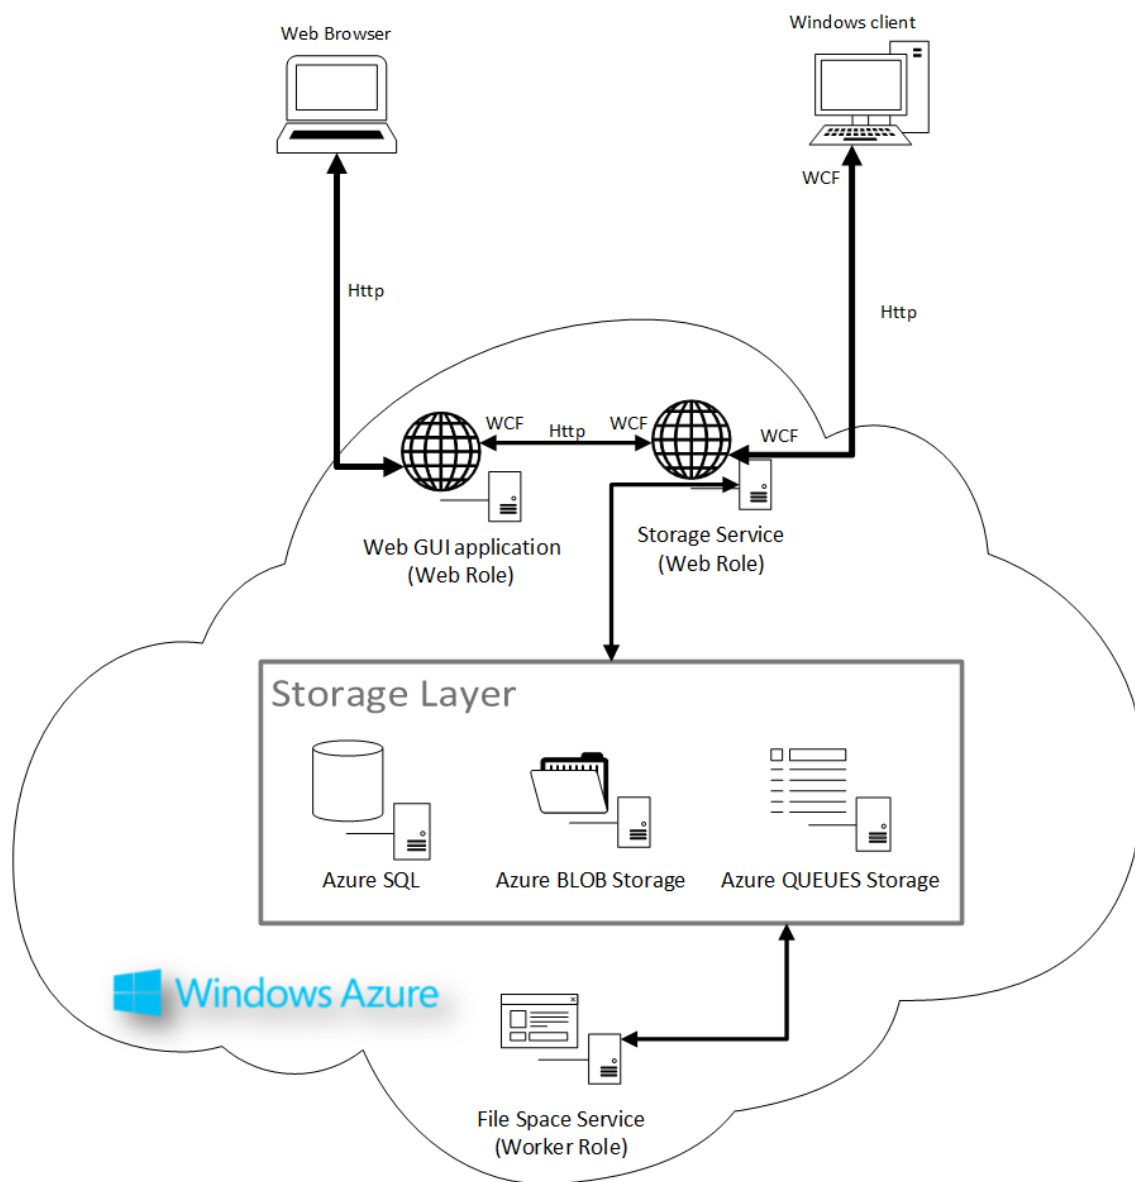 Web Browser
Windows client
WCF
Http
Http
WCF
Http
WCF
WCF
Web GUI application
(Web Role)
Storage Service
(Web Role)
Storage Layer
Azure SQL
Azure BLOB Storage
Azure QUEUES Storage
Windows Azure
File Space Service
(Worker Role)